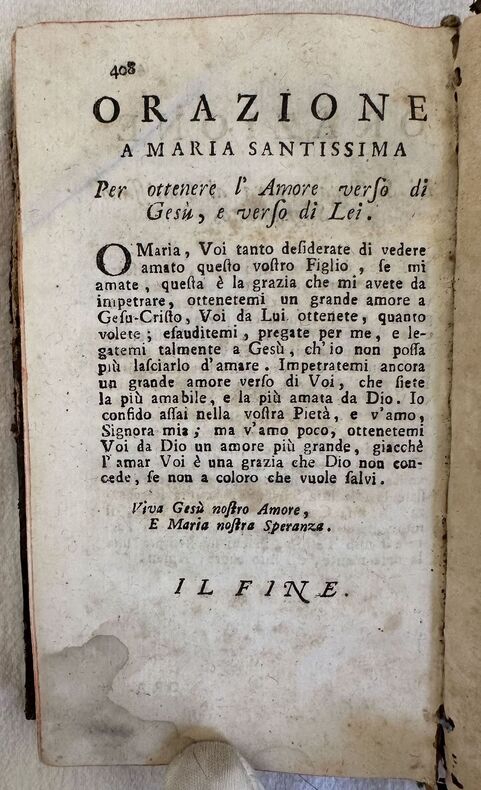 408
ORAZIONE
A MARIA SANTISSIMA
Per ottenere l' Amore verſo di
Gesù, e verſo di Lei.
O Maria, Voi tanto deſiderate di vedere
amato queſto voſtro Figlio, ſe mi
amate, queſta è la grazia che mi avete da
impetrare, ottenetemi un grande amore a
Geſu-Criſto, Voi da Lui ottenete, quanto
volete; eſauditemi, pregate per me, e le-
gatemi talmente a Gesù, ch'io non poſſa
più laſciarlo d'amare. Impetratemi ancora
un grande amore verſo di Voi, che ſiete
la più amabile, e la più amata da Dio. Io
confido aſſai nella voſtra Pietà, e v'amo,
Signora mia; ma v'amo poco, ottenetemi
Voi da Dio un amore più grande, giacchè
l' amar Voi è una grazia che Dio non con-
cede, ſe non a coloro che vuole ſalvi.
Viva Gesù noſtro Amore,
E Maria noſtra Speranza.
IL FINE.